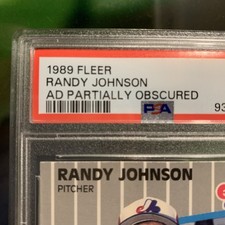 1989 FLEER
RANDY JOHNSON
AD PARTIALLY OBSCURED
PSA
93
RANDY JOHNSON
PITCHER